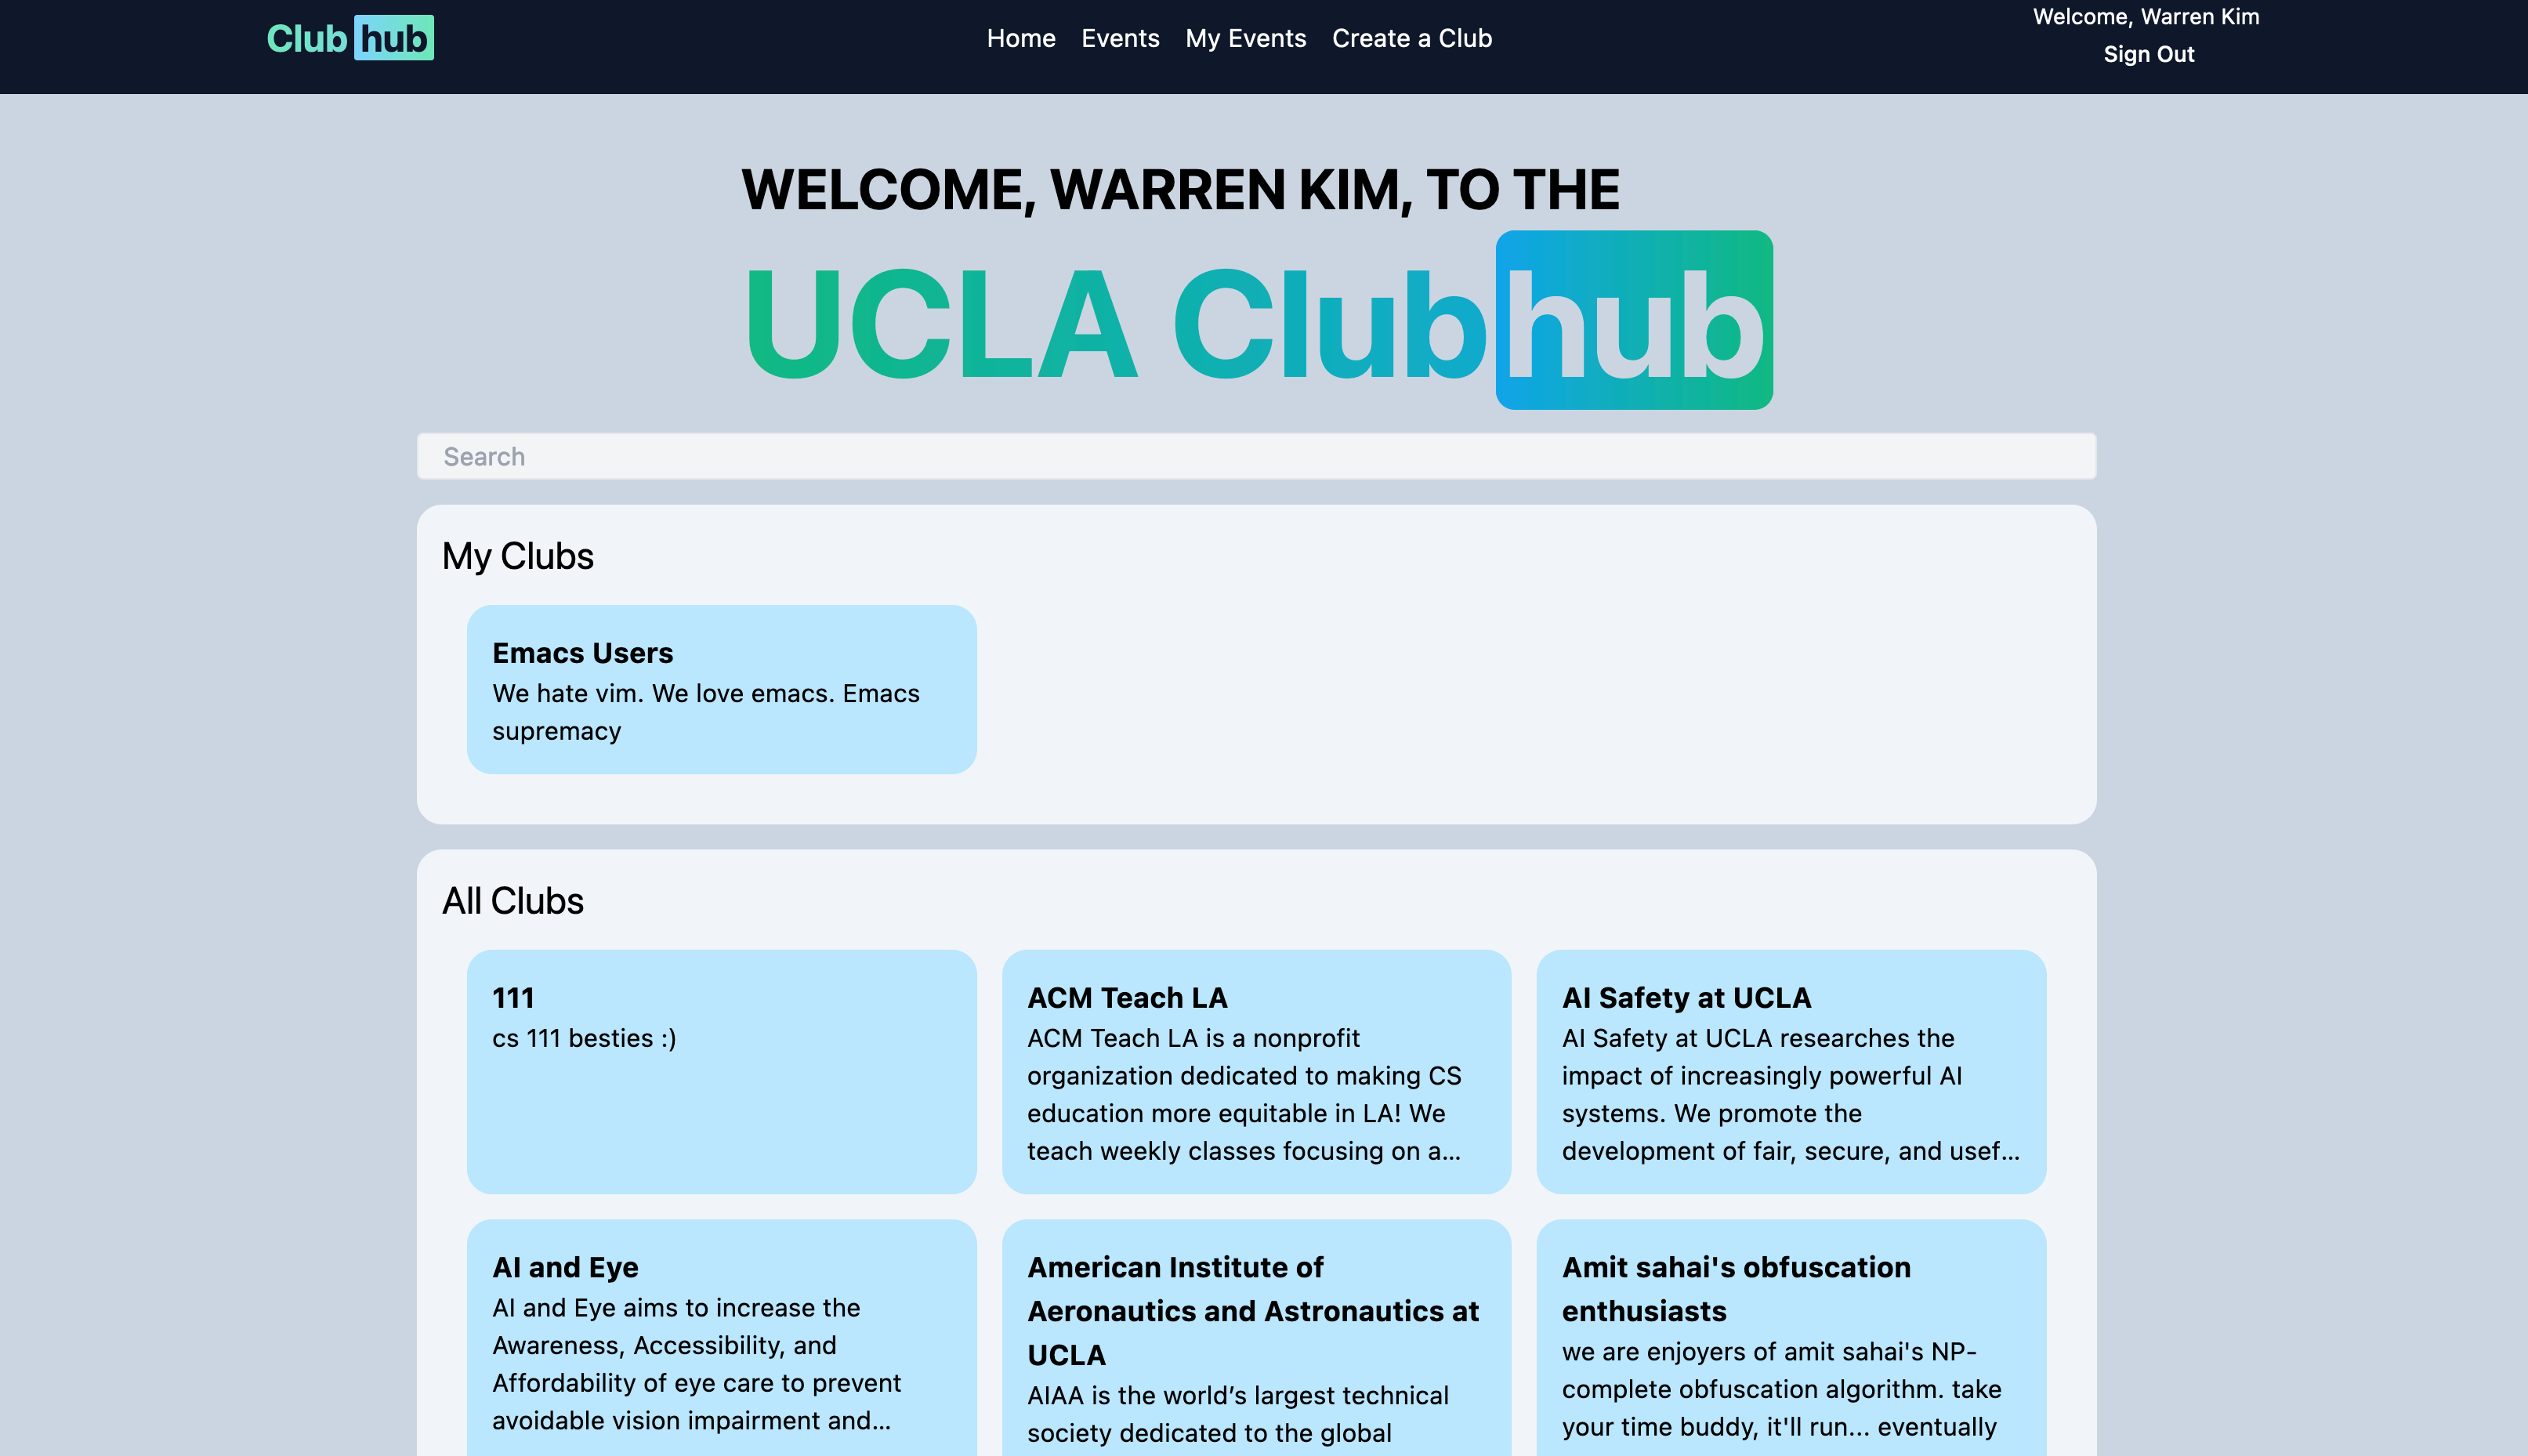 Club hub
Home Events My Events Create a Club
Welcome, Warren Kim
Sign Out
WELCOME, WARREN KIM, TO THE
UCLA Club hub
Search
My Clubs
Emacs Users
We hate vim. We love emacs. Emacs
supremacy
All Clubs
111
cs 111 besties :)
ACM Teach LA
ACM Teach LA is a nonprofit
organization dedicated to making CS
education more equitable in LA! We
teach weekly classes focusing on a...
AI Safety at UCLA
AI Safety at UCLA researches the
impact of increasingly powerful AI
systems. We promote the
development of fair, secure, and usef...
AI and Eye
AI and Eye aims to increase the
Awareness, Accessibility, and
Affordability of eye care to prevent
avoidable vision impairment and...
American Institute of
Aeronautics and Astronautics at
UCLA
AIAA is the world’s largest technical
society dedicated to the global
Amit sahai's obfuscation
enthusiasts
we are enjoyers of amit sahai's NP-
complete obfuscation algorithm. take
your time buddy, it'll run... eventually